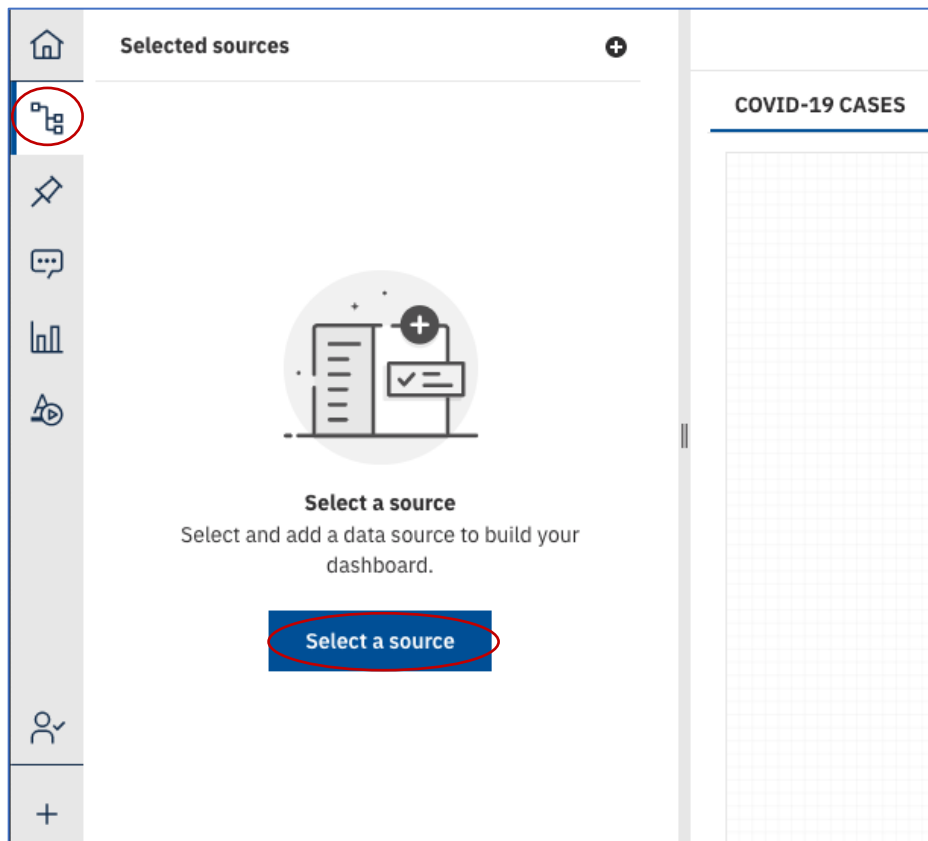 Selected sources
COVID-19 CASES
Select a source
Select and add a data source to build your
dashboard.
Select a source